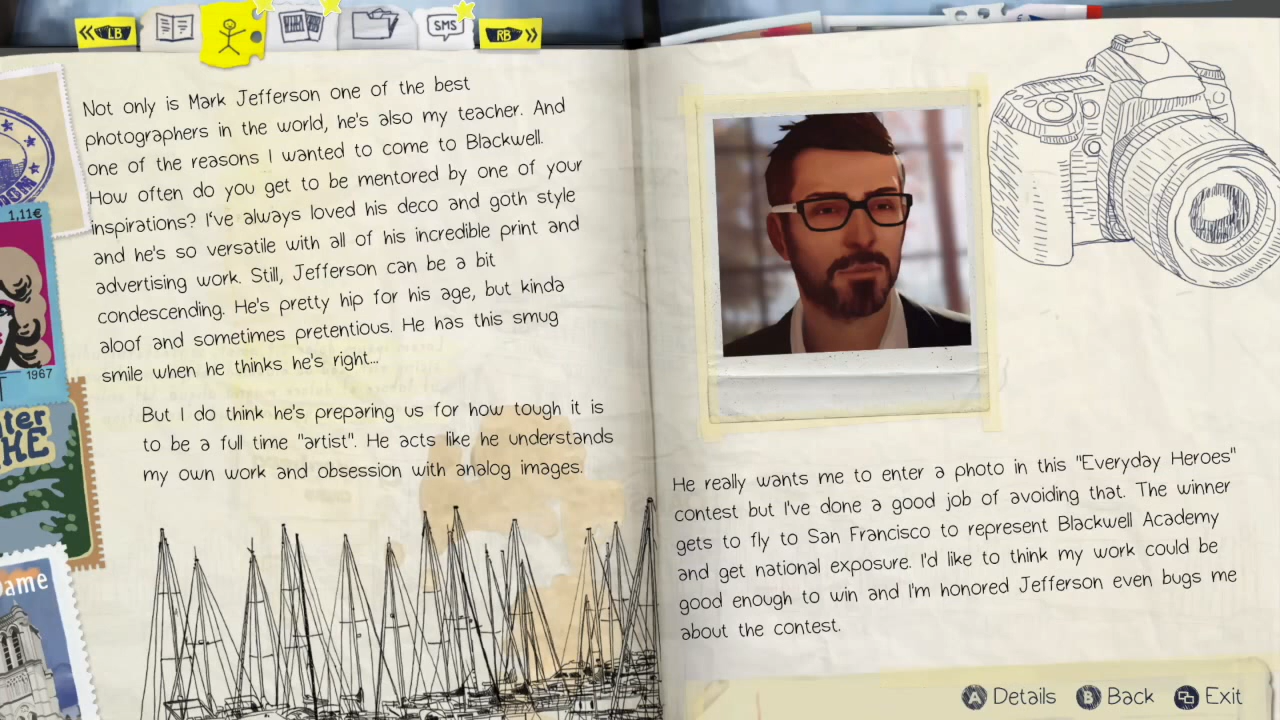 LB
SMS
RB
Not only is Mark Jefferson one of the best
photographers in the world, he's also my teacher. And
one of the reasons I wanted to come to Blackwell.
How often do you get to be mentored by one of your
inspirations? I've always loved his deco and goth style
and he's so versatile with all of his incredible print and
advertising work. Still, Jefferson can be a bit
condescending. He's pretty hip for his age, but kinda
aloof and sometimes pretentious. He has this smug
smile when he thinks he's right...
But I do think he's preparing us for how tough it is
to be a full time "artist". He acts like he understands
my own work and obsession with analog images.
1,11€
1967
He really wants me to enter a photo in this "Everyday Heroes"
contest but I've done a good job of avoiding that. The winner
gets to fly to San Francisco to represent Blackwell Academy
and get national exposure. I'd like to think my work could be
good enough to win and I'm honored Jefferson even bugs me
about the contest.
A Details B Back Exit